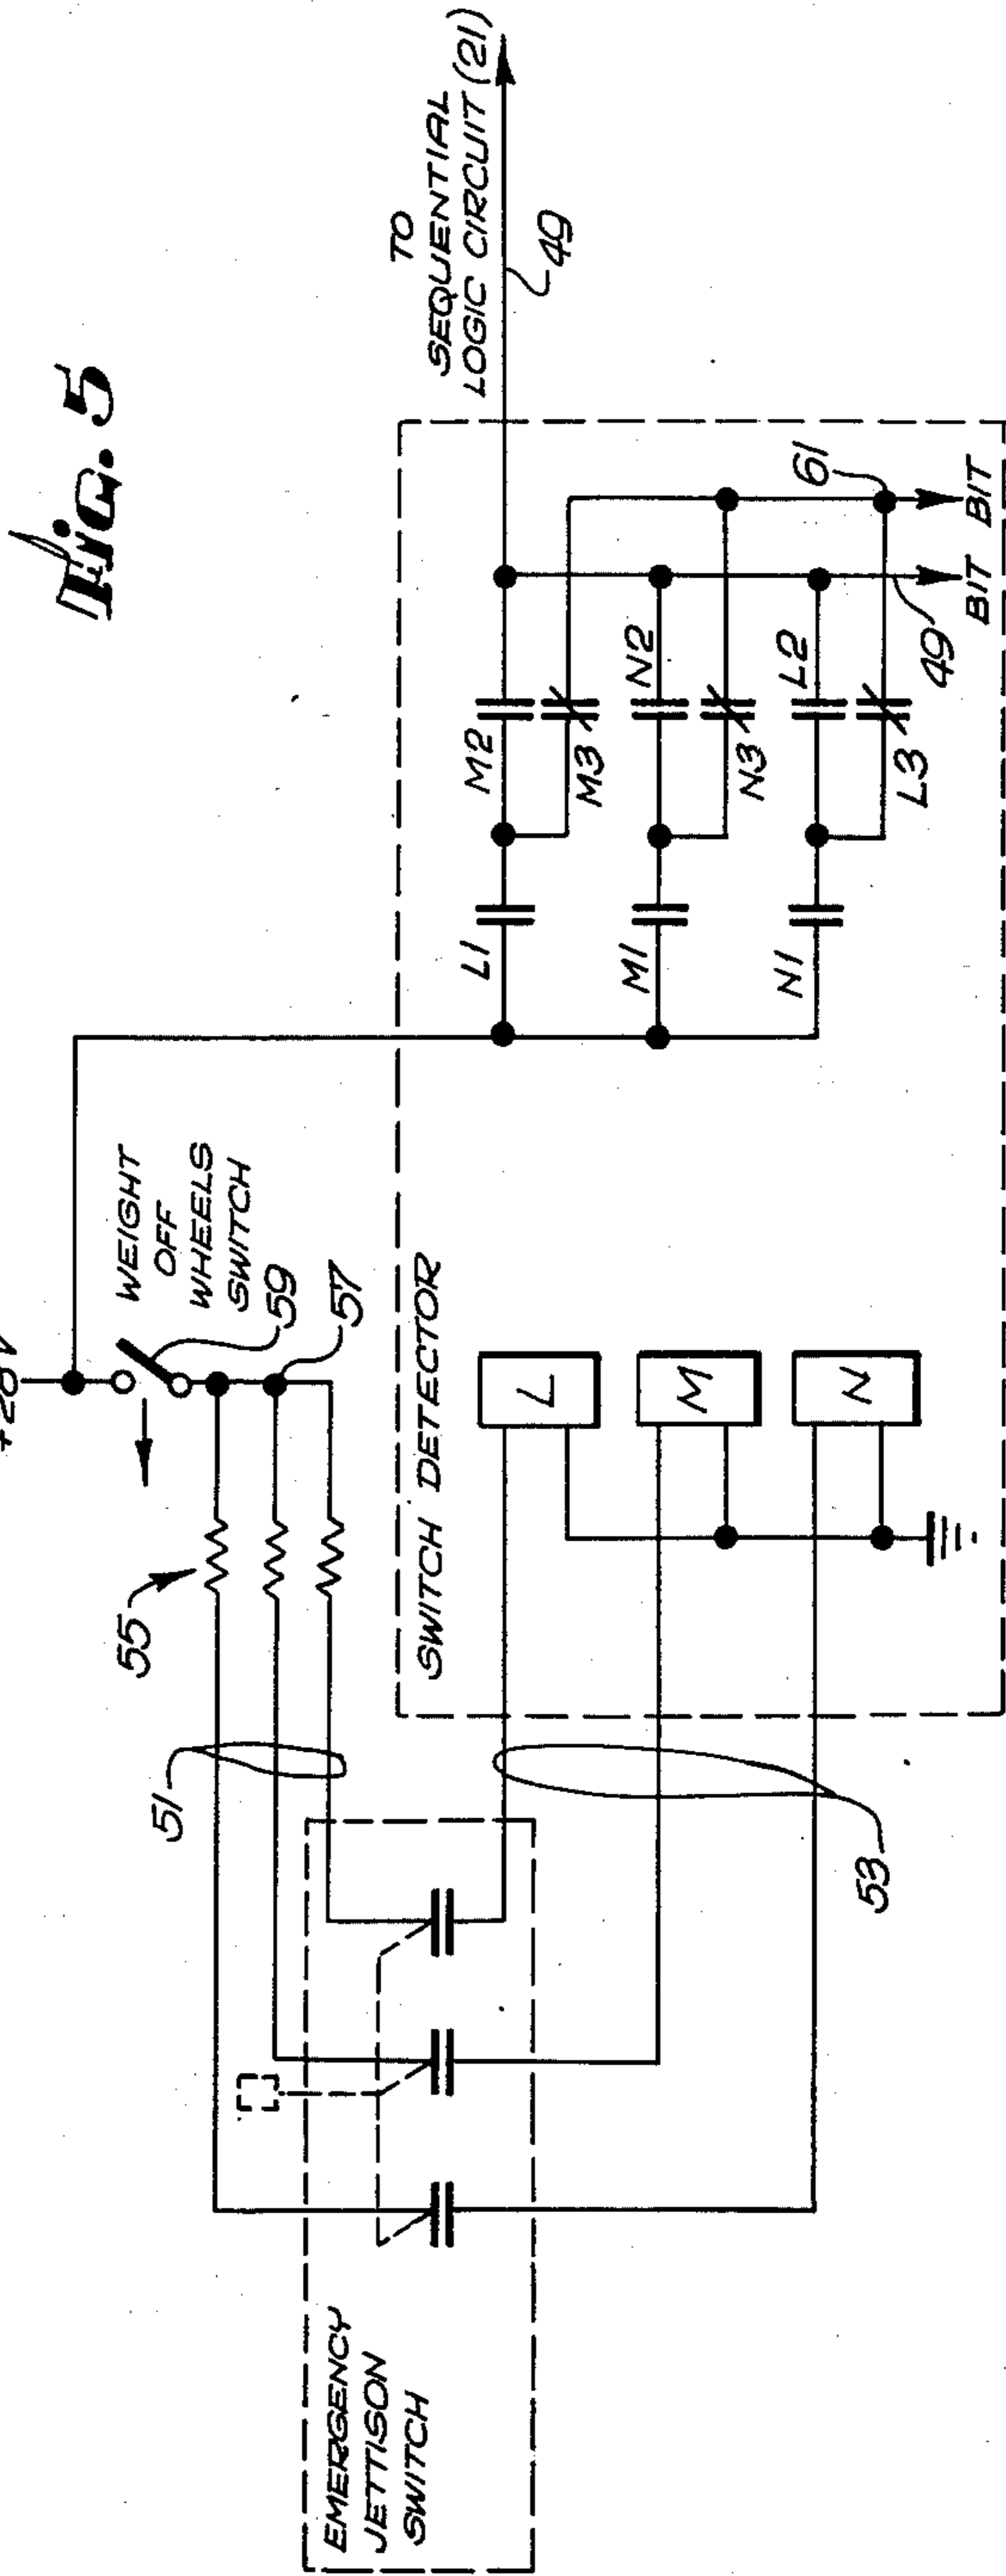 Fig. 5
+28V
WEIGHT
OFF
WHEELS
SWITCH
59
57
55
51
EMERGENCY
JETTISON
SWITCH
53
SWITCH DETECTOR
L
M
N
L1
M2
M3
M1
N2
N3
N1
L2
L3
61
49
BIT
BIT
TO
SEQUENTIAL
LOGIC CIRCUIT (21)
49